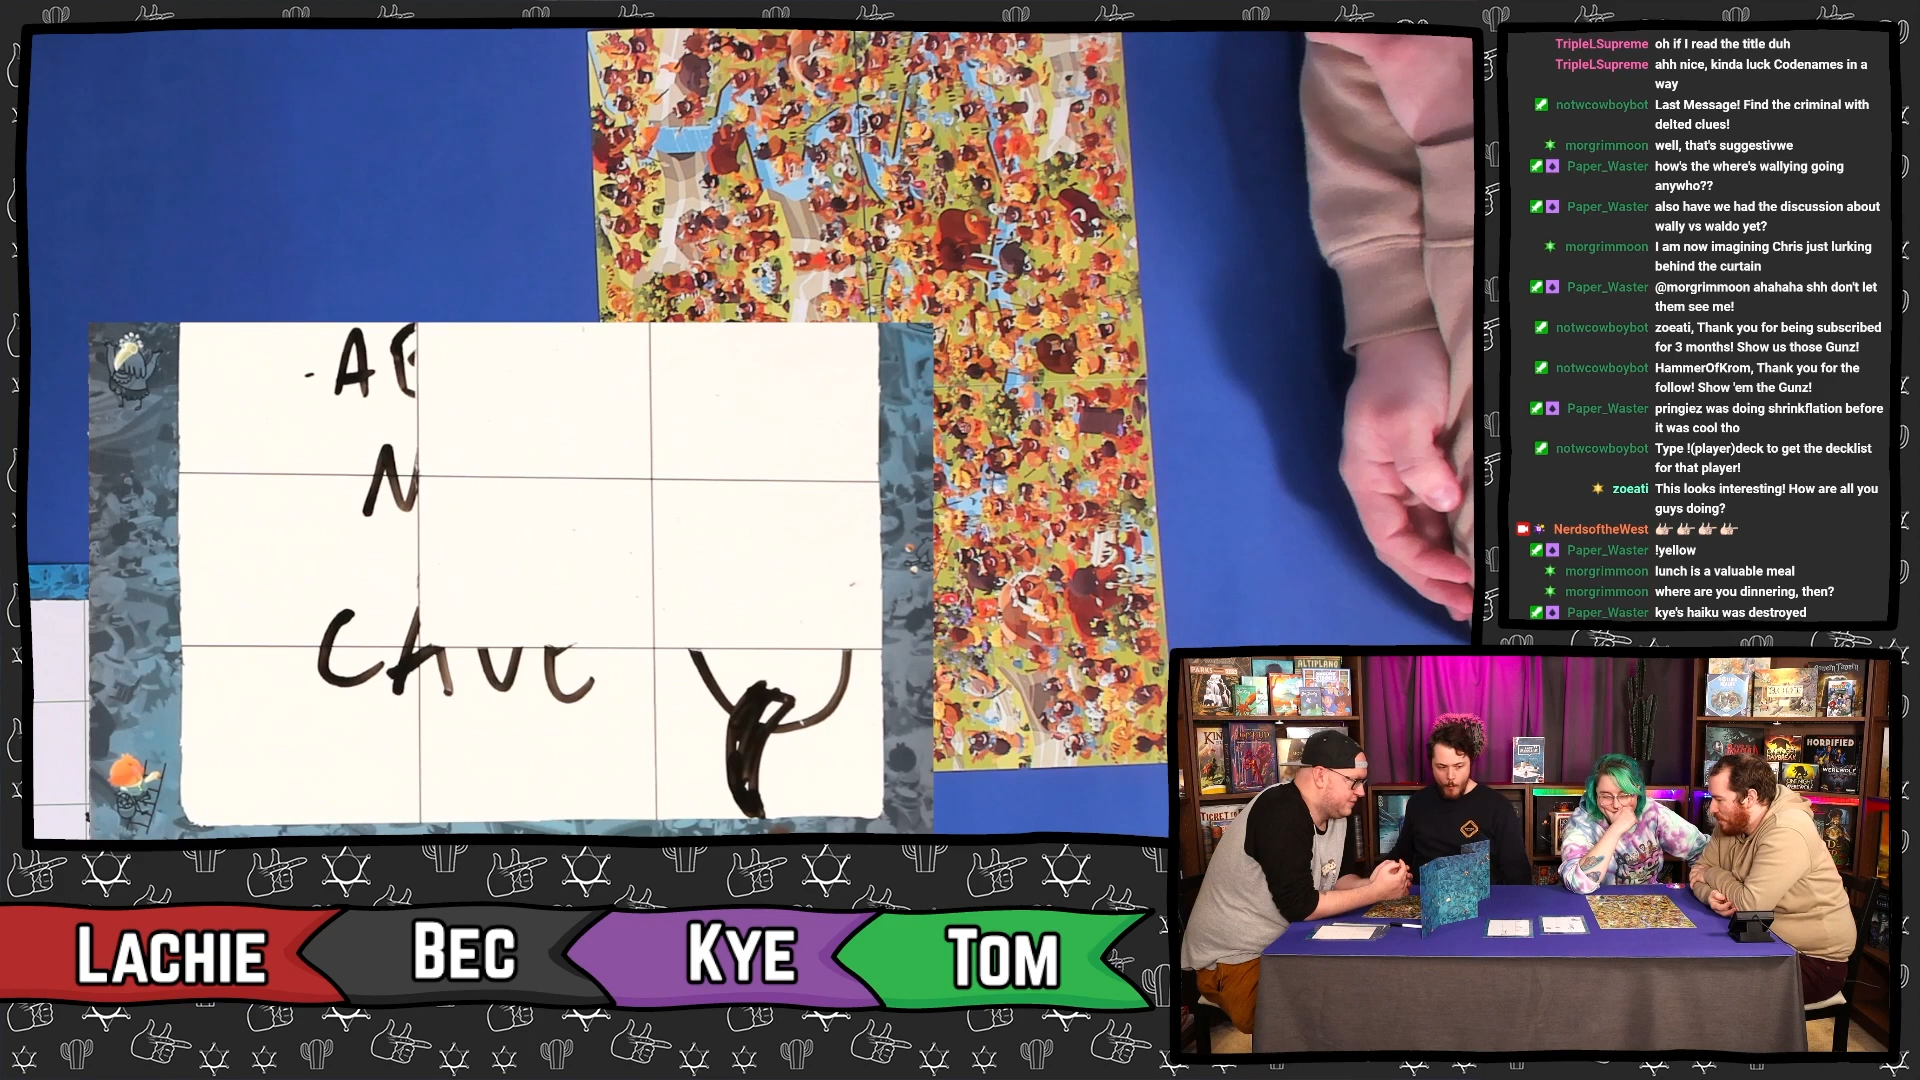 TripleLSupreme oh if I read the title duh
TripleLSupreme ahh nice, kinda luck Codenames in a
way
notwcowboybot Last Message! Find the criminal with
delted clues!
morgrimmoon well, that's suggestivwe
Paper_Waster how's the where's wallying going
anywho??
Paper_Waster also have we had the discussion about
wally vs waldo yet?
morgrimmoon I am now imagining Chris just lurking
behind the curtain
Paper_Waster @morgrimmoon ahahaha shh don't let
them see me!
notwcowboybot zoeati, Thank you for being subscribed
for 3 months! Show us those Gunz!
notwcowboybot HammerOfKrom, Thank you for the
follow! Show 'em the Gunz!
Paper_Waster pringiez was doing shrinkflation before
it was cool tho
notwcowboybot Type !(player)deck to get the decklist
for that player!
zoeati This looks interesting! How are all you
guys doing?
NerdsoftheWest
Paper_Waster !yellow
morgrimmoon lunch is a valuable meal
morgrimmoon where are you dinnering, then?
Paper_Waster kye's haiku was destroyed
N
PARKS
ALTIPLANO
HORRIFIED
WEREWOLF
DAYBREAK
LACHIE
BEC
KYE
TOM